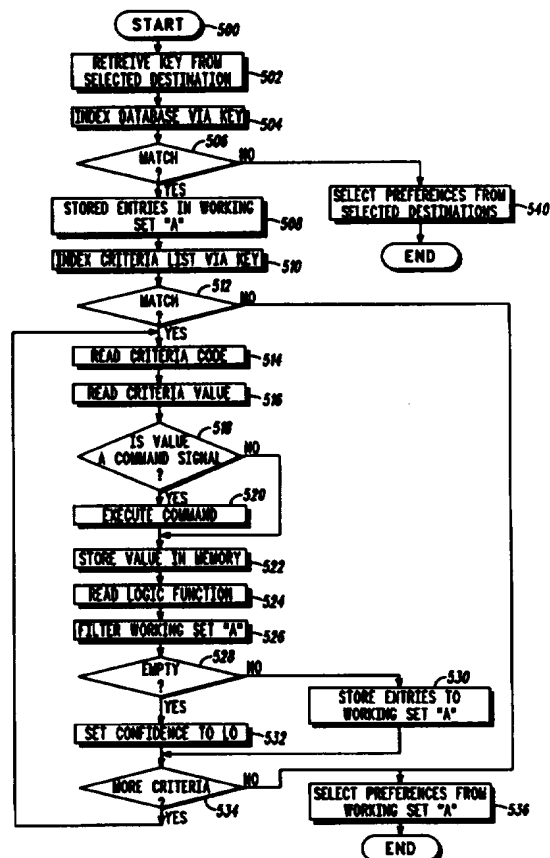 START
500
RETREIVE KEY FROM
SELECTED DESTINATION
502
INDEX DATABASE VIA KEY
504
506
MATCH
?
NO
YES
STORED ENTRIES IN WORKING
SET "A"
508
SELECT PREFERENCES FROM
SELECTED DESTINATIONS
540
END
INDEX CRITERIA LIST VIA KEY
510
512
MATCH
?
NO
YES
READ CRITERIA CODE
514
READ CRITERIA VALUE
516
518
IS VALUE
A COMMAND SIGNAL
?
NO
YES
520
EXECUTE COMMAND
STORE VALUE IN MEMORY
522
READ LOGIC FUNCTION
524
FILTER WORKING SET "A"
526
528
EMPTY
?
NO
YES
530
STORE ENTRIES TO
WORKING SET "A"
SET CONFIDENCE TO LO
532
MORE CRITERIA
?
NO
534
YES
SELECT PREFERENCES FROM
WORKING SET "A"
536
END